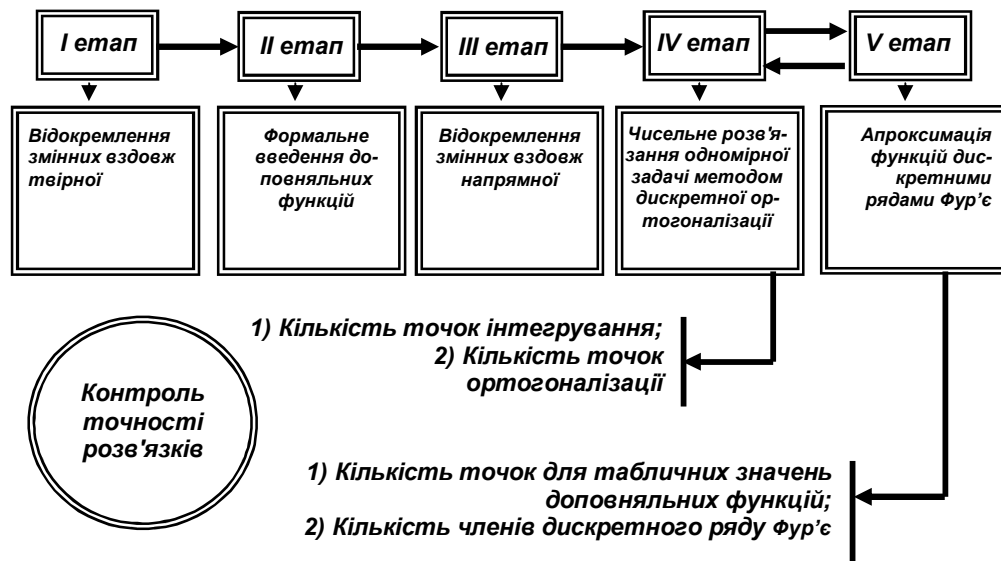 I етап
II етап
III етап
IV етап
V етап
Відокремлення
змінних вздовж
твірної
Формальне
введення до-
повняльних
функцій
Відокремлення
змінних вздовж
напрямної
Чисельне розв'я-
зання одномірної
задачі методом
дискретної ор-
тогоналізації
Апроксимація
функцій дис-
кретними
рядами Фур’є
1) Кількість точок інтегрування;
2) Кількість точок
ортогоналізації
Контроль
точності
розв'язків
1) Кількість точок для табличних значень
доповняльних функцій;
2) Кількість членів дискретного ряду Фур’є